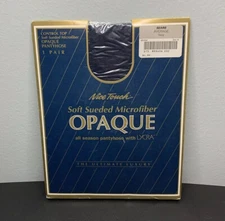 CONTROL TOP
Soft Sueded Microfiber
OPAQUE
PANTYHOSE
1 PAIR
Nice Touch
Soft Sueded Microfiber
OPAQUE
all season pantyhose with LYCRA
THE ULTIMATE LUXURY